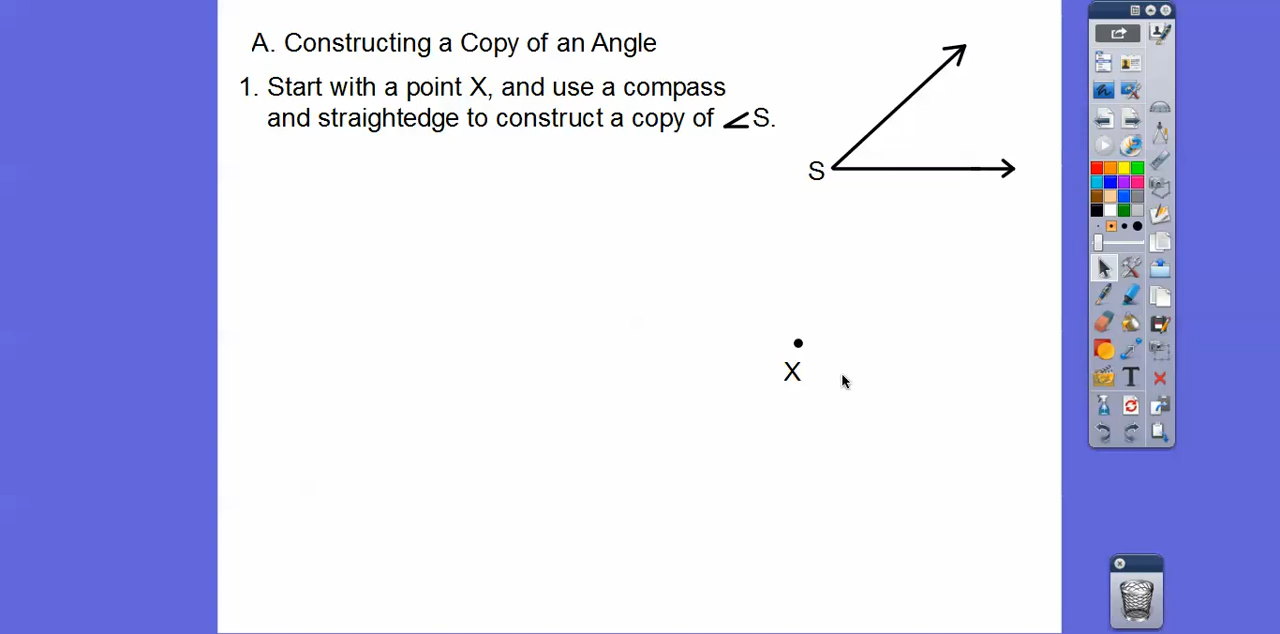 A. Constructing a Copy of an Angle
1. Start with a point X, and use a compass
and straightedge to construct a copy of ∠S.
S
X
T